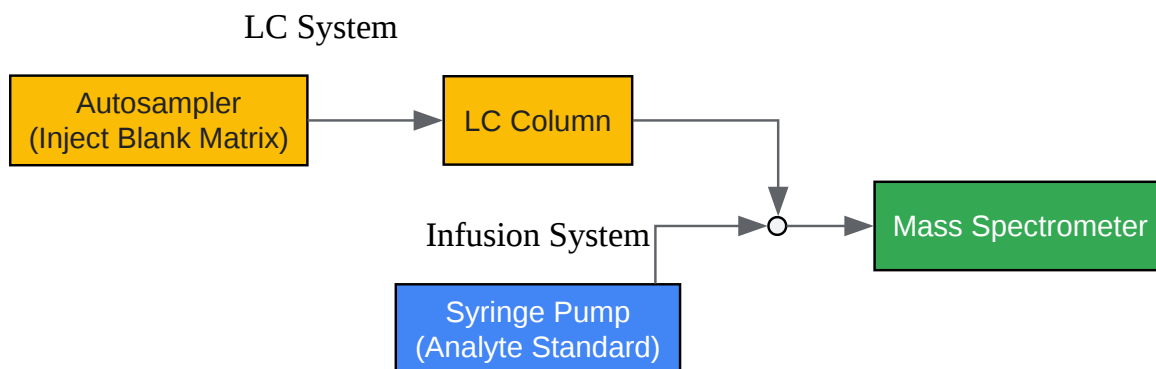 LC System
Autosampler
(Inject Blank Matrix)
LC Column
Mass Spectrometer
Infusion System
Syringe Pump
(Analyte Standard)